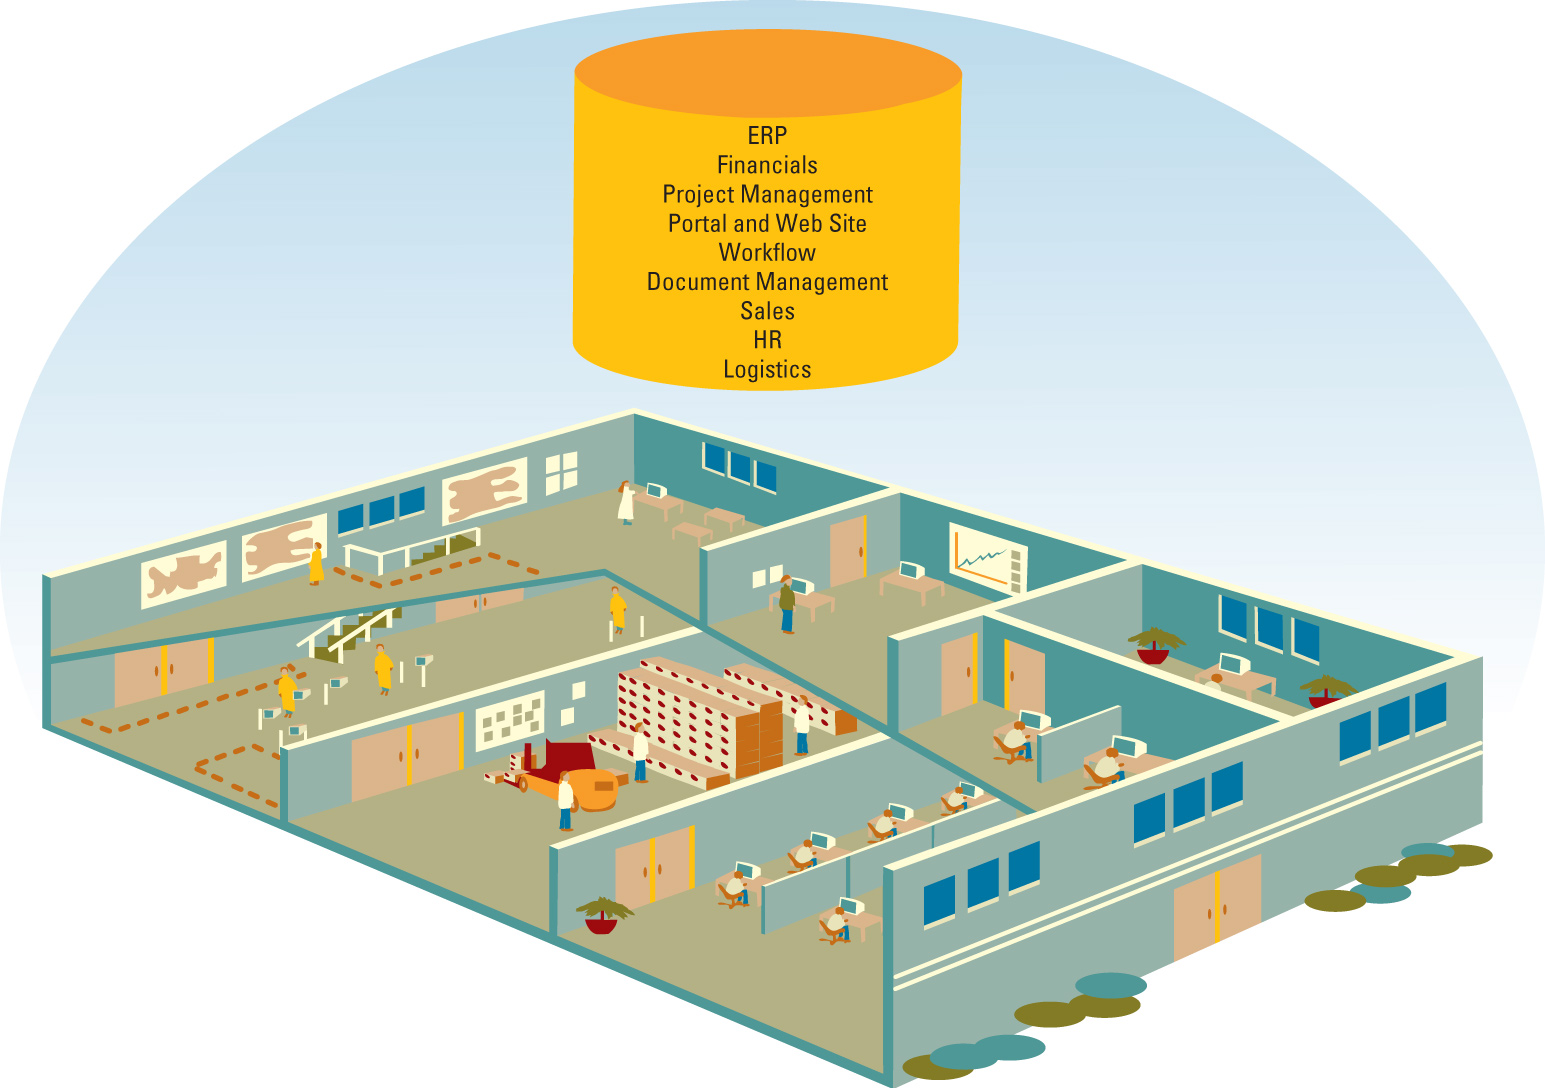 ERP
Financials
Project Management
Portal and Web Site
Workflow
Document Management
Sales
HR
Logistics